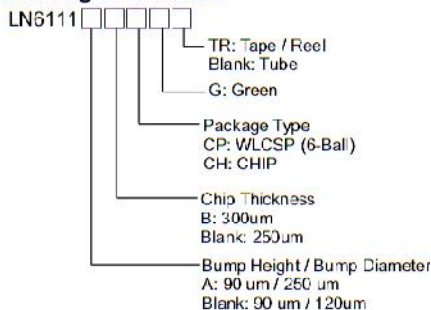 LN6111
TR: Tape / Reel
Blank: Tube
G: Green
Package Type
CP: WLCSP (6-Ball)
CH: CHIP
Chip Thickness
B: 300um
Blank: 250um
Bump Height / Bump Diameter
A: 90 um / 250 um
Blank: 90 um / 120um